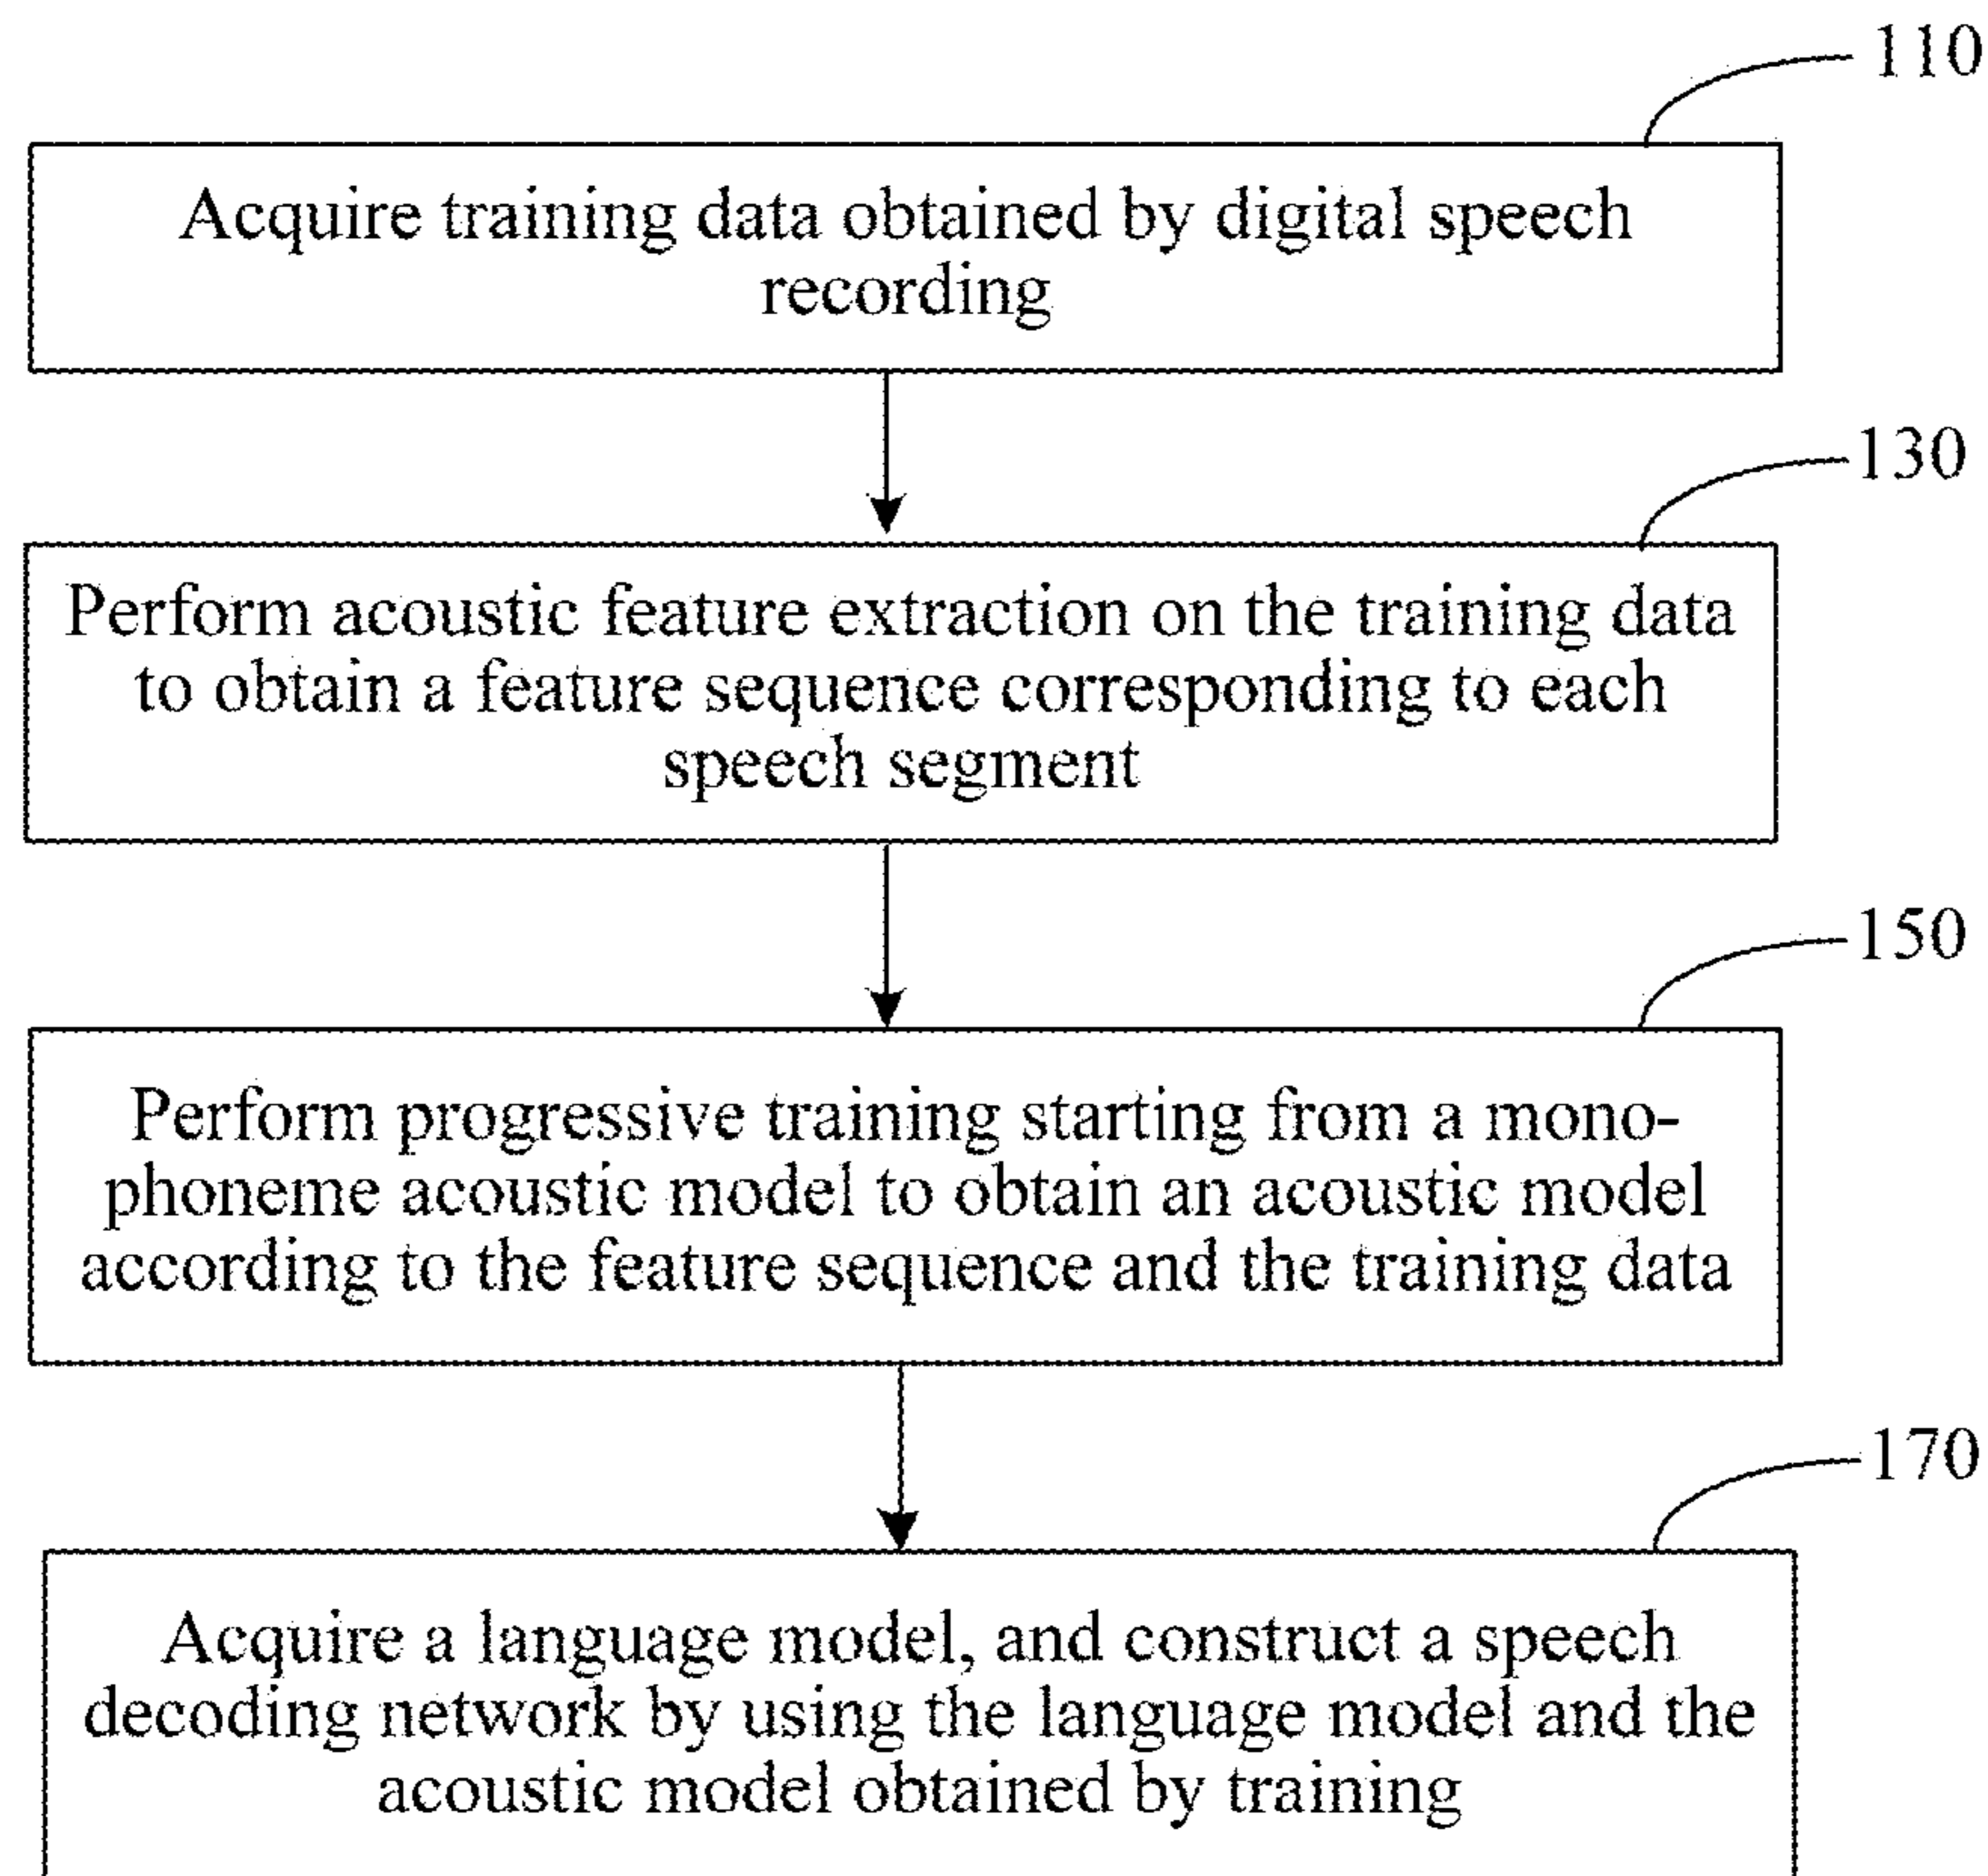 110
Acquire training data obtained by digital speech
recording
130
Perform acoustic feature extraction on the training data
to obtain a feature sequence corresponding to each
speech segment
150
Perform progressive training starting from a mono-
phoneme acoustic model to obtain an acoustic model
according to the feature sequence and the training data
170
Acquire a language model, and construct a speech
decoding network by using the language model and the
acoustic model obtained by training